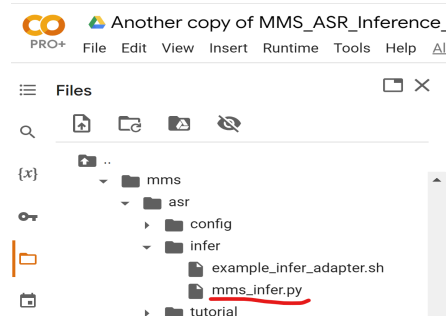 CO
Another copy of MMS_ASR_Inference_
PRO+
File Edit View Insert Runtime Tools Help Al
Files
{x}
..
mms
asr
config
infer
example_infer_adapter.sh
mms_infer.py
tutorial